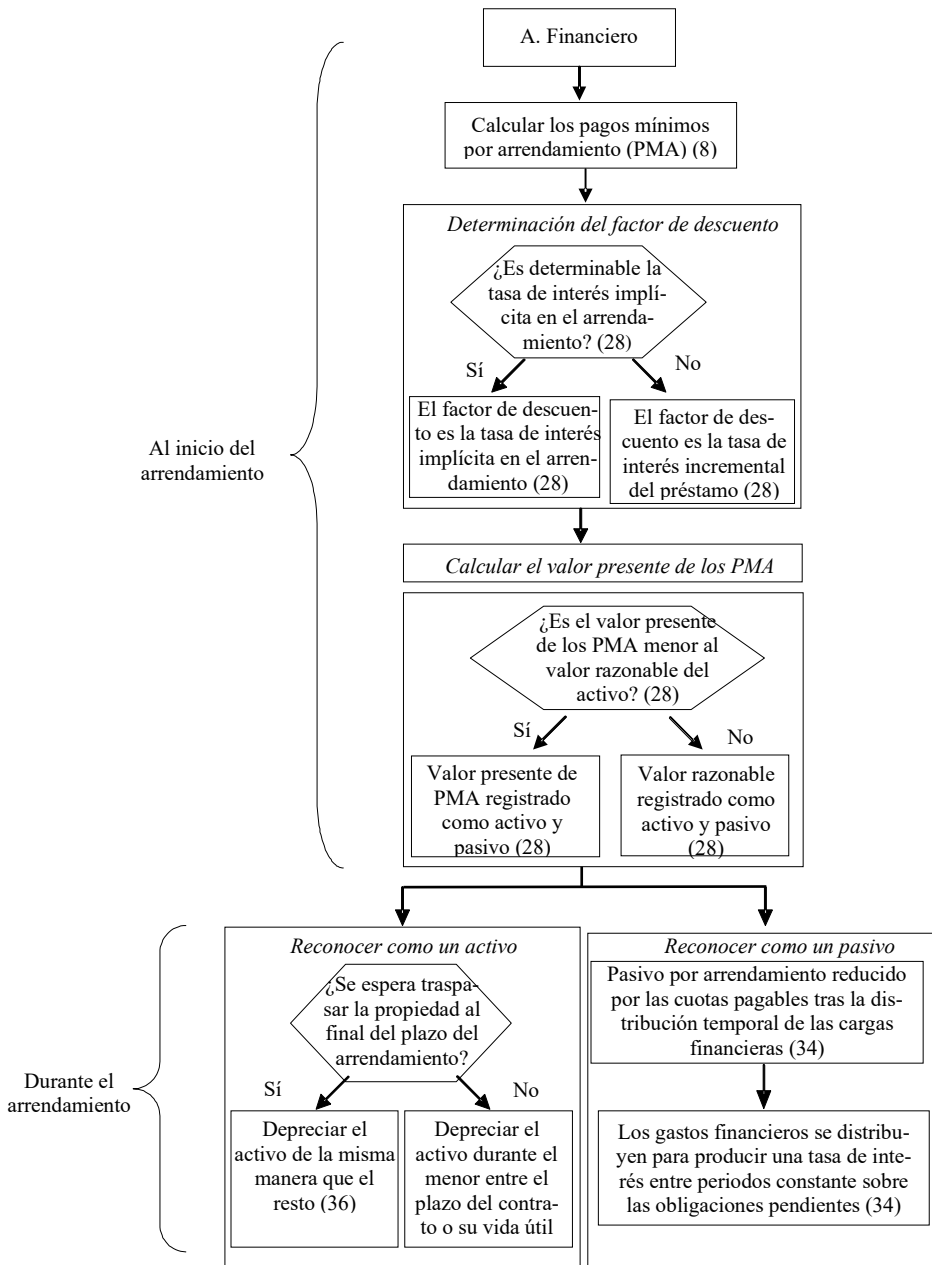 A. Financiero
Calcular los pagos mínimos
por arrendamiento (PMA) (8)
Determinación del factor de descuento
¿Es determinable la
tasa de interés implí-
cita en el arrenda-
miento? (28)
Sí
No
El factor de descuen-
to es la tasa de interés
implícita en el arren-
damiento (28)
El factor de des-
cuento es la tasa de
interés incremental
del préstamo (28)
Al inicio del
arrendamiento
Calcular el valor presente de los PMA
¿Es el valor presente
de los PMA menor al
valor razonable del
activo? (28)
Sí
No
Valor presente de
PMA registrado
como activo y
pasivo (28)
Valor razonable
registrado como
activo y pasivo
(28)
Reconocer como un activo
¿Se espera traspa-
sar la propiedad al
final del plazo del
arrendamiento?
Sí
No
Depreciar el
activo de la misma
manera que el
resto (36)
Depreciar el
activo durante el
menor entre el
plazo del contra-
to o su vida útil
Reconocer como un pasivo
Pasivo por arrendamiento reducido
por las cuotas pagables tras la dis-
tribución temporal de las cargas
financieras (34)
Los gastos financieros se distribu-
yen para producir una tasa de inte-
rés entre periodos constante sobre
las obligaciones pendientes (34)
Durante el
arrendamiento